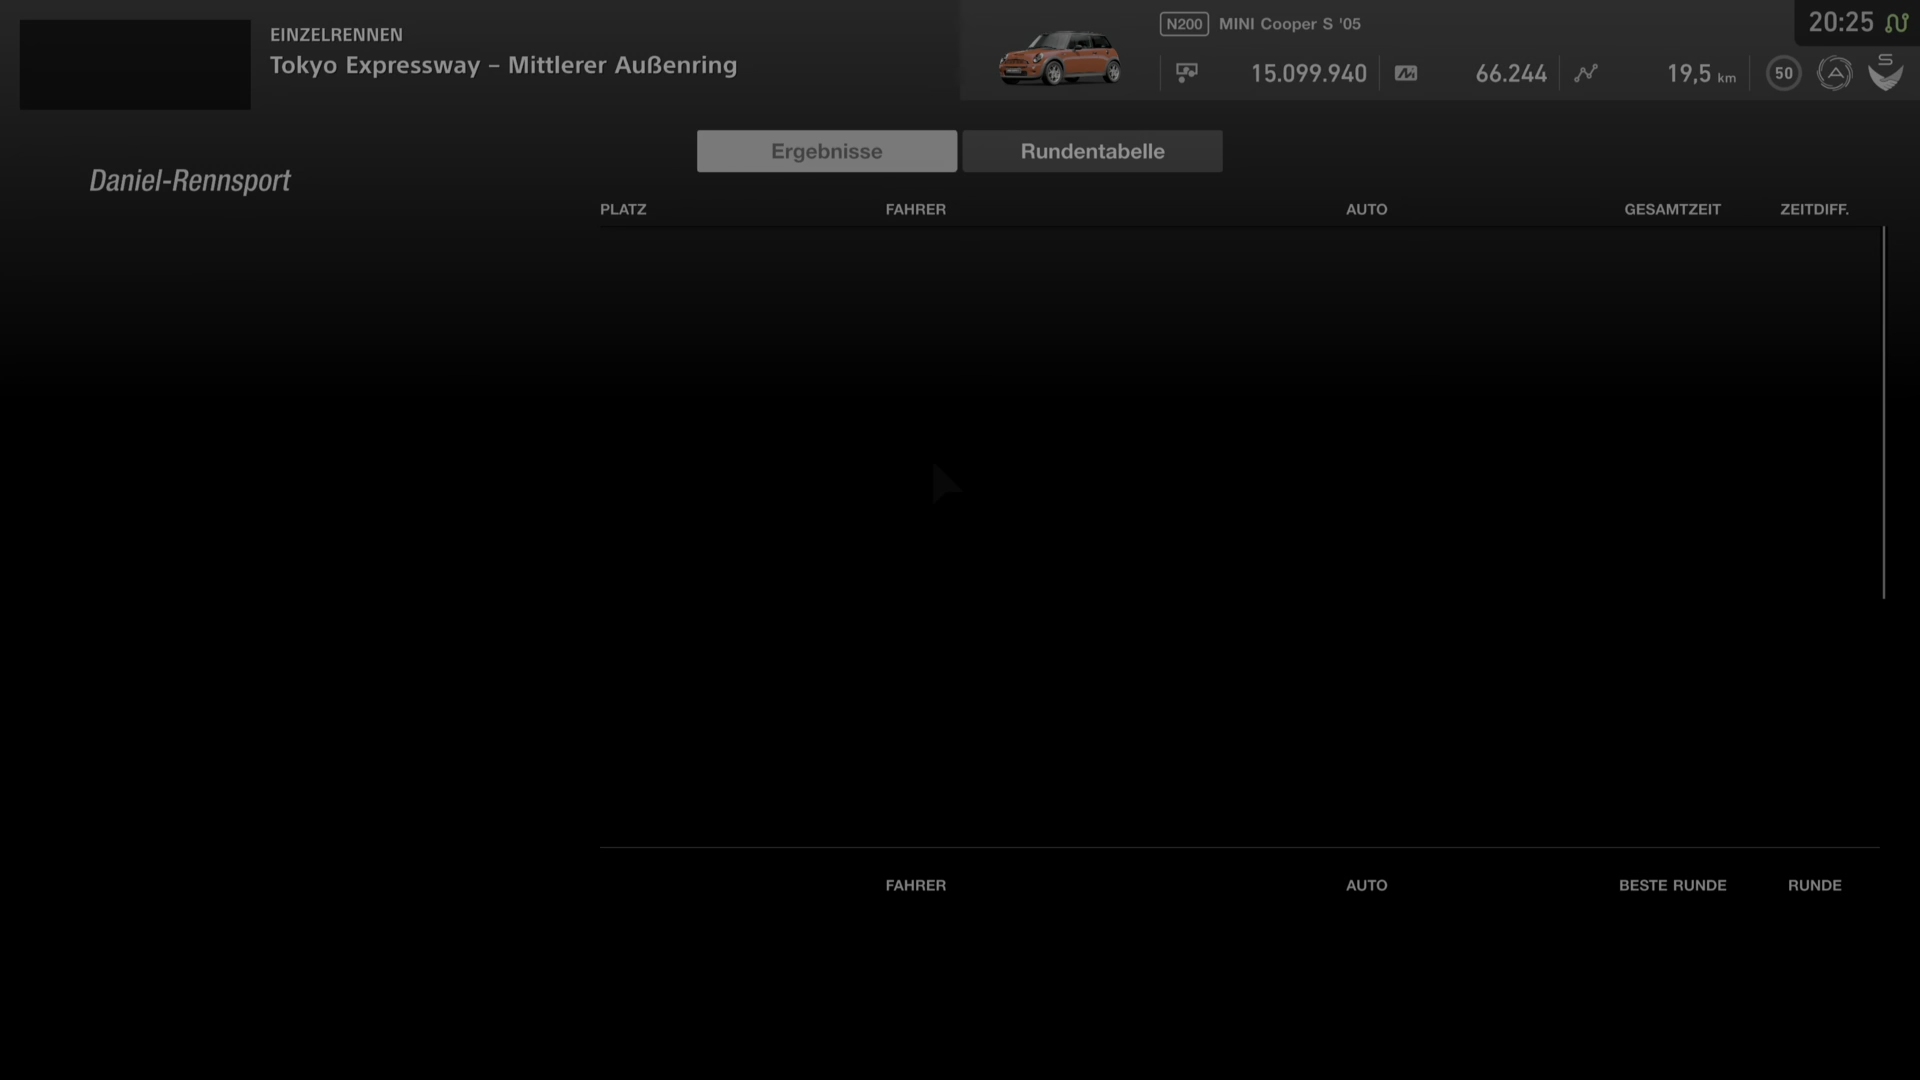 EINZELRENNEN
Tokyo Expressway – Mittlerer Außenring
N200 MINI Cooper S '05
20:25
15.099.940
66.244
19,5 km
50
A
S
Ergebnisse
Rundentabelle
Daniel-Rennsport
PLATZ FAHRER AUTO GESAMTZEIT ZEITDIFF.
FAHRER AUTO BESTE RUNDE RUNDE